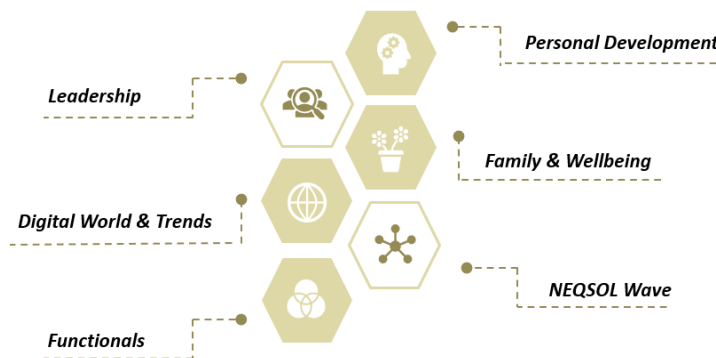 Personal Development
Leadership
Family & Wellbeing
Digital World & Trends
NEQSOL Wave
Functionals